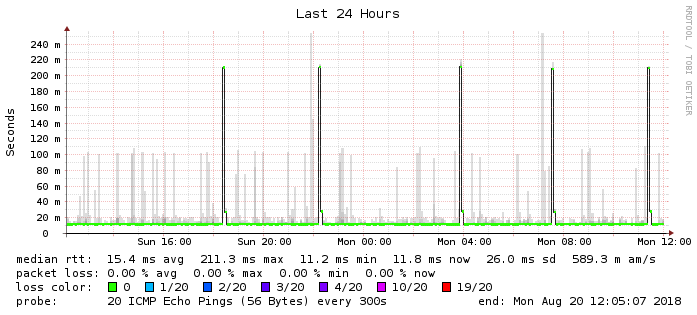 Last 24 Hours
RRDTOOL / TOBI OETIKER
Seconds
240 m
220 m
200 m
180 m
160 m
140 m
120 m
100 m
80 m
60 m
40 m
20 m
0
Sun 16:00 Sun 20:00 Mon 00:00 Mon 04:00 Mon 08:00 Mon 12:00
median rtt: 15.4 ms avg 211.3 ms max 11.2 ms min 11.8 ms now 26.0 ms sd 589.3 m am/s
packet loss: 0.00 % avg 0.00 % max 0.00 % min 0.00 % now
loss color: 0 1/20 2/20 3/20 4/20 10/20 19/20
probe: 20 ICMP Echo Pings (56 Bytes) every 300s end: Mon Aug 20 12:05:07 2018